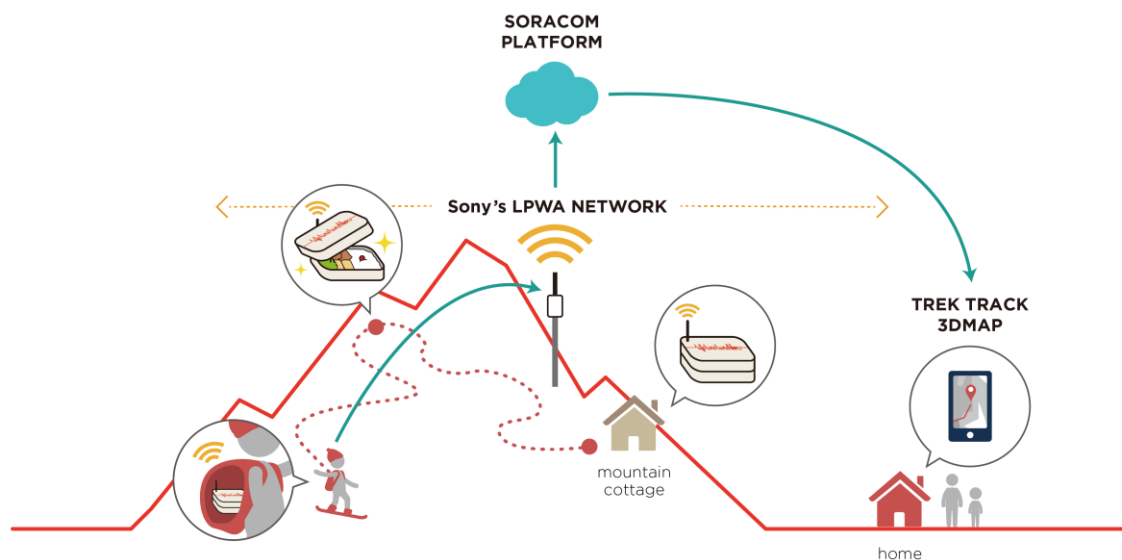 SORACOM
PLATFORM
Sony's LPWA NETWORK
TREK TRACK
3DMAP
mountain
cottage
home